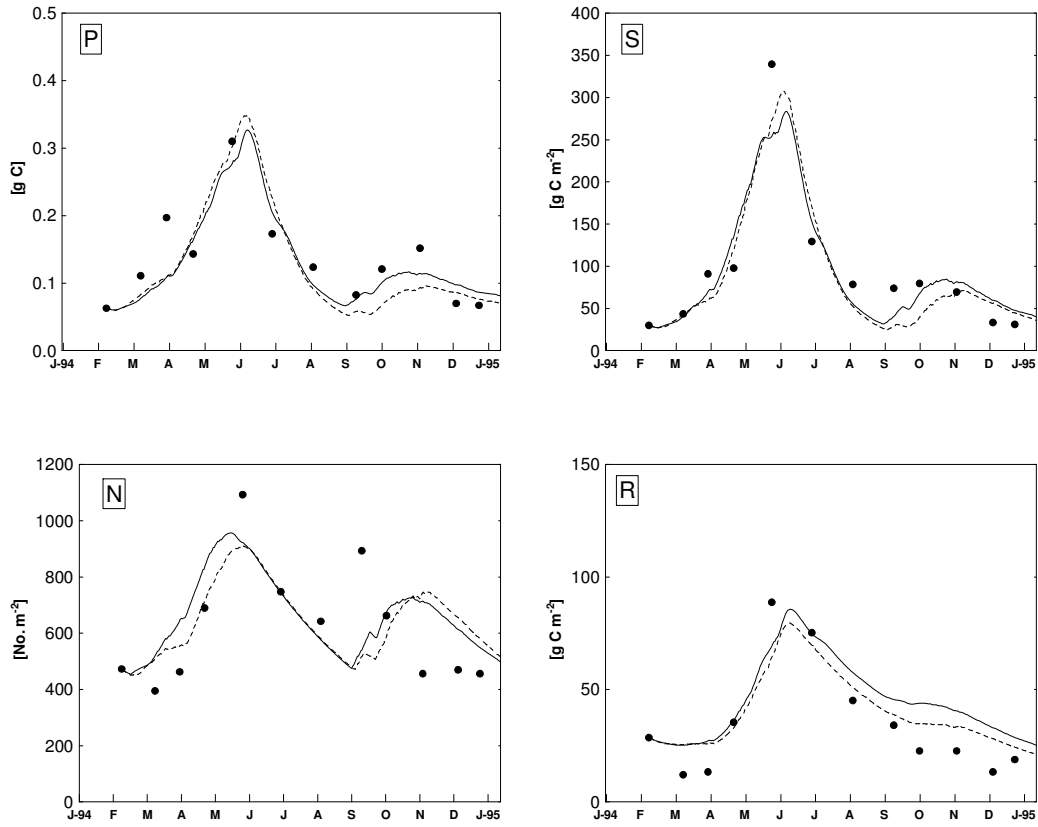 P
[g C]
0.5
0.4
0.3
0.2
0.1
0.0
J-94 F M A M J J A S O N D J-95
S
[g C m-2]
400
350
300
250
200
150
100
50
0
J-94 F M A M J J A S O N D J-95
N
[No. m-2]
1200
1000
800
600
400
200
0
J-94 F M A M J J A S O N D J-95
R
[g C m-2]
150
100
50
0
J-94 F M A M J J A S O N D J-95